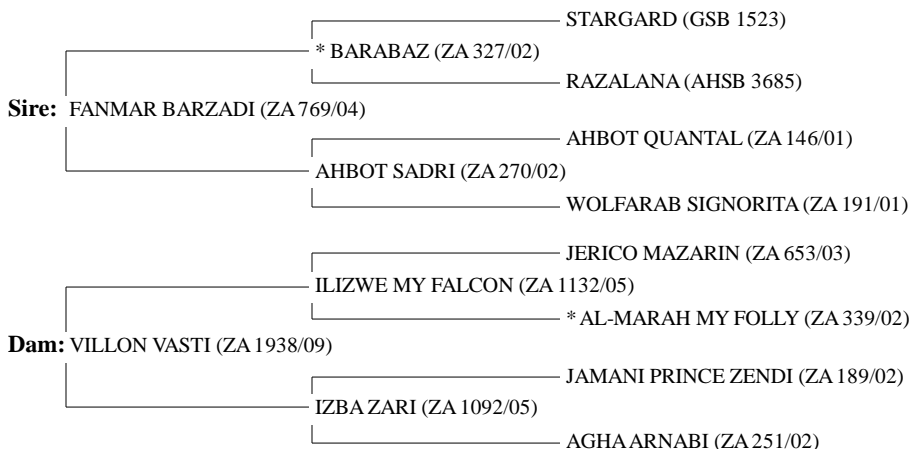 STARGARD (GSB 1523)
* BARABAZ (ZA 327/02)
RAZALANA (AHSB 3685)
Sire: FANMAR BARZADI (ZA 769/04)
AHBOT QUANTAL (ZA 146/01)
AHBOT SADRI (ZA 270/02)
WOLFARAB SIGNORITA (ZA 191/01)
JERICO MAZARIN (ZA 653/03)
ILIZWE MY FALCON (ZA 1132/05)
* AL-MARAH MY FOLLY (ZA 339/02)
Dam: VILLON VASTI (ZA 1938/09)
JAMANI PRINCE ZENDI (ZA 189/02)
IZBA ZARI (ZA 1092/05)
AGHA ARNABI (ZA 251/02)